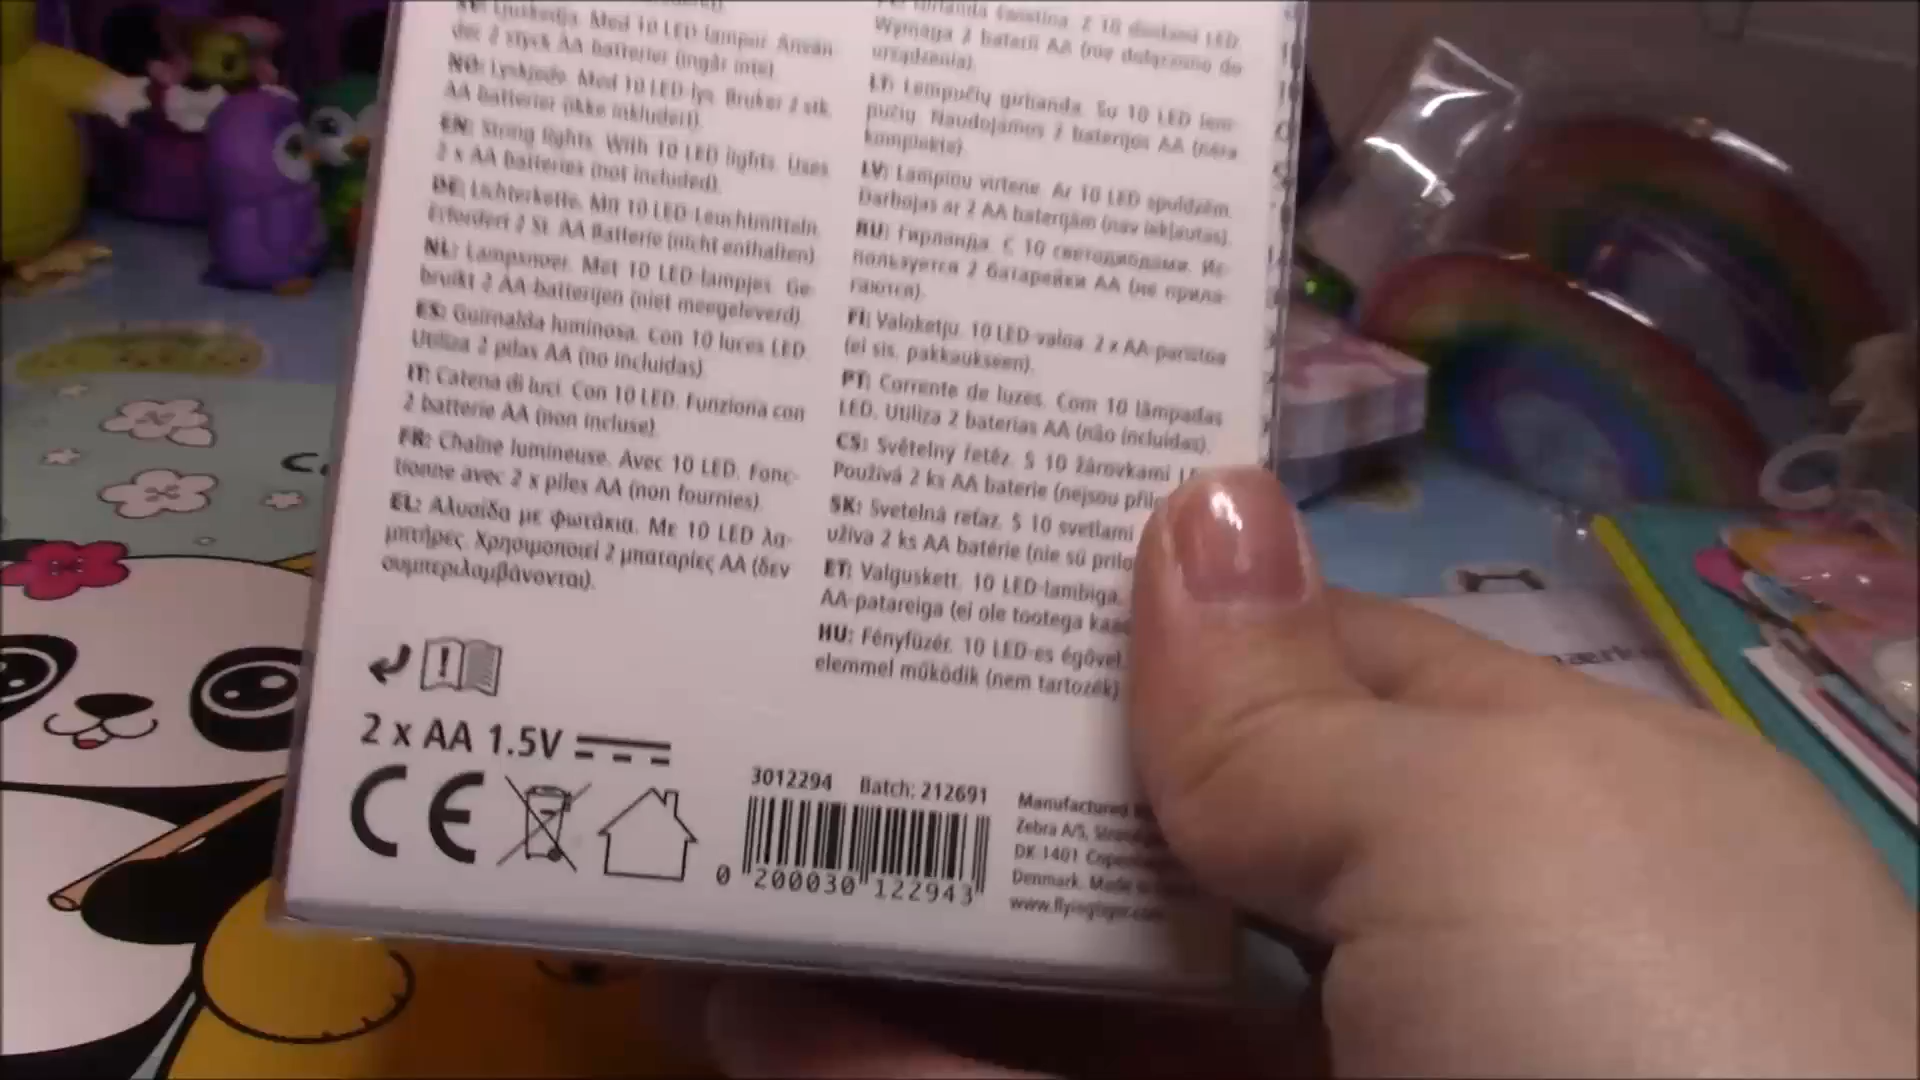 Ljuskedja. Med 10 LED-lampor. Använ-
der 2 styck AA batterier (ingår inte).
NO: Lyskjede. Med 10 LED-lys. Bruker 2 stk.
AA batterier (ikke inkludert).
EN: String lights. With 10 LED lights. Uses
2 x AA batteries (not included).
DE: Lichterkette. Mit 10 LED-Leuchtmitteln.
Erfordert 2 St. AA Batterie (nicht enthalten)
NL: Lampsnoer. Met 10 LED-lampjes. Ge-
bruikt 2 AA-batterijen (niet meegeleverd).
ES: Guirnalda luminosa. Con 10 luces LED.
Utiliza 2 pilas AA (no incluidas).
IT: Catena di luci. Con 10 LED. Funziona con
2 batterie AA (non incluse).
FR: Chaîne lumineuse. Avec 10 LED. Fonc-
tionne avec 2 x piles AA (non fournies).
EL: Αλυσίδα με φωτάκια. Με 10 LED λα-
μπτήρες. Χρησιμοποιεί 2 μπαταρίες AA (δεν
συμπεριλαμβάνονται).
Wymaga 2 baterii AA (nie dołączono do
urządzenia).
LT: Lempučių girlianda. Su 10 LED lem-
pučių. Naudojamos 2 baterijos AA (nėra
komplekte).
LV: Lampiņu virtene. Ar 10 LED spuldzēm.
Darbojas ar 2 AA baterijām (nav iekļautas).
RU: Гирлянда. С 10 светодиодами. Ис-
пользуется 2 батарейки AA (не прила-
гаются).
FI: Valoketju. 10 LED-valoa. 2 x AA-paristoa
(ei sis. pakkaukseen).
PT: Corrente de luzes. Com 10 lâmpadas
LED. Utiliza 2 baterias AA (não incluídas).
CS: Světelný řetěz. S 10 žárovkami
Používá 2 ks AA baterie (nejsou
SK: Svetelná reťaz. S 10 svetlami
užíva 2 ks AA batérie (nie sú
ET: Valguskett. 10 LED-lambiga.
AA-patareiga (ei ole tootega
HU: Fényfüzér. 10 LED-es égővel.
elemmel működik (nem tartozék)
2 x AA 1.5V
CE
3012294 Batch: 212691
0 200030 122943
Manufactured
Zebra A/S,
DK-1401
Denmark. Made
www.flyingtiger.com